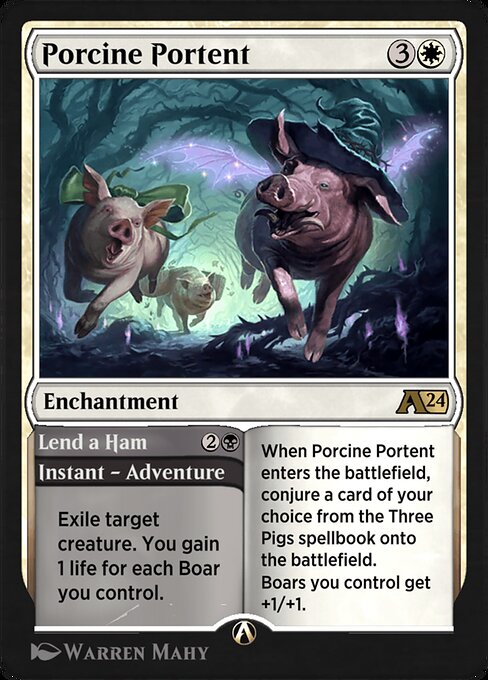 Porcine Portent 3
Enchantment A24
Lend a Ham 2
Instant – Adventure
Exile target
creature. You gain
1 life for each Boar
you control.
When Porcine Portent
enters the battlefield,
conjure a card of your
choice from the Three
Pigs spellbook onto
the battlefield.
Boars you control get
+1/+1.
Warren Mahy